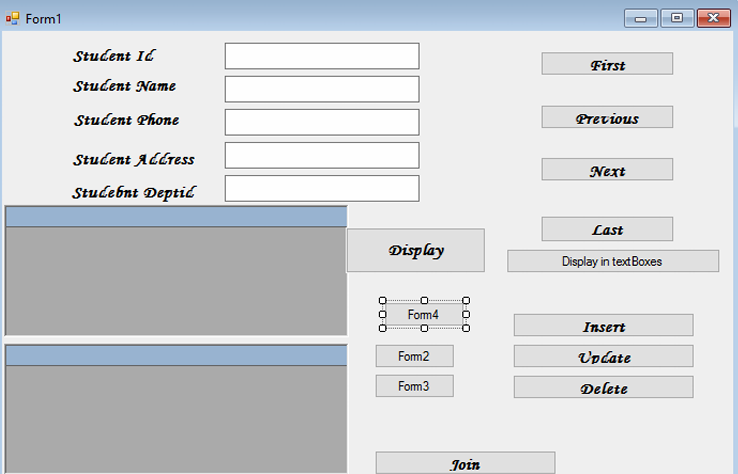 Form1
Student Id
Student Name
Student Phone
Student Address
Studebnt Deptid
First
Previous
Next
Last
Display
Display in textBoxes
Form4
Form2
Form3
Insert
Update
Delete
Join